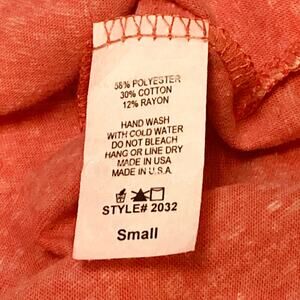 58% POLYESTER
30% COTTON
12% RAYON
HAND WASH
WITH COLD WATER
DO NOT BLEACH
HANG OR LINE DRY
MADE IN USA
MADE IN U.S.A.
STYLE# 2032
Small